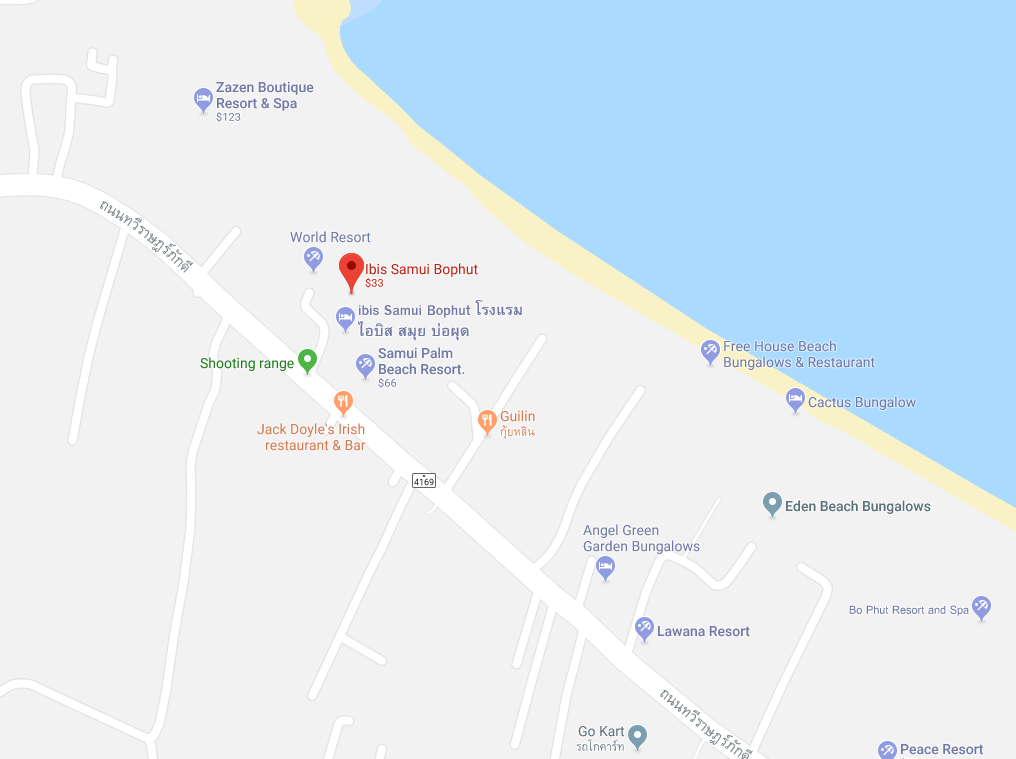 Zazen Boutique
Resort & Spa
$123
ถนนทวีราษฎร์ภักดี
World Resort
Ibis Samui Bophut
$33
ibis Samui Bophut โรงแรม
ไอบิส สมุย บ่อผุด
Samui Palm
Beach Resort.
$66
Shooting range
Free House Beach
Bungalows & Restaurant
Cactus Bungalow
Jack Doyle's Irish
restaurant & Bar
Guilin
กุ้ยหลิน
4169
Eden Beach Bungalows
Angel Green
Garden Bungalows
Bo Phut Resort and Spa
Lawana Resort
ถนนทวีราษฎร์ภักดี
Go Kart
รถโกคาร์ท
Peace Resort